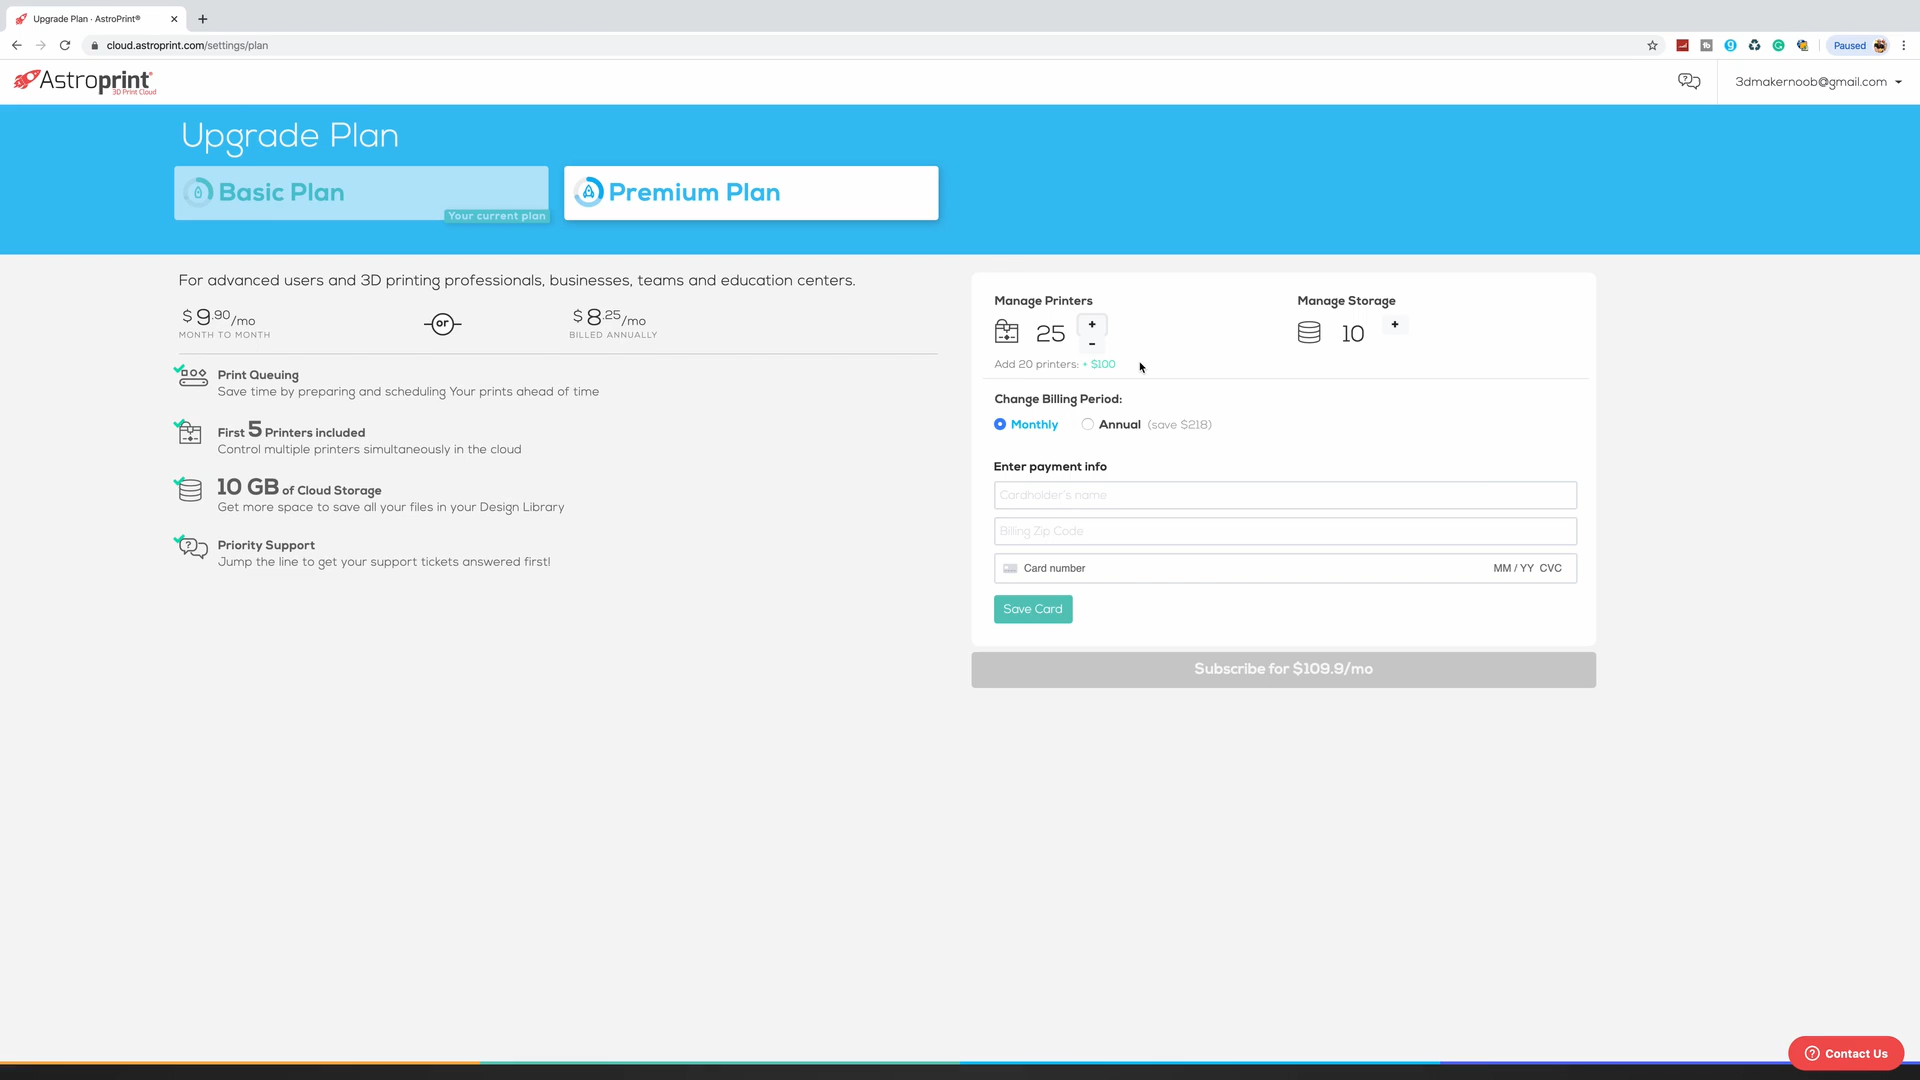 Upgrade Plan · AstroPrint®
cloud.astroprint.com/settings/plan
Paused
Astroprint®
3D Print Cloud
3dmakernoob@gmail.com
Upgrade Plan
Basic Plan
Your current plan
Premium Plan
For advanced users and 3D printing professionals, businesses, teams and education centers.
$ 9.90/mo
MONTH TO MONTH
or
$ 8.25/mo
BILLED ANNUALLY
Print Queuing
Save time by preparing and scheduling Your prints ahead of time
First 5 Printers included
Control multiple printers simultaneously in the cloud
10 GB of Cloud Storage
Get more space to save all your files in your Design Library
Priority Support
Jump the line to get your support tickets answered first!
Manage Printers
25
+
-
Add 20 printers: + $100
Manage Storage
10
+
Change Billing Period:
Monthly
Annual (save $218)
Enter payment info
Cardholder's name
Billing Zip Code
Card number MM / YY CVC
Save Card
Subscribe for $109.9/mo
Contact Us